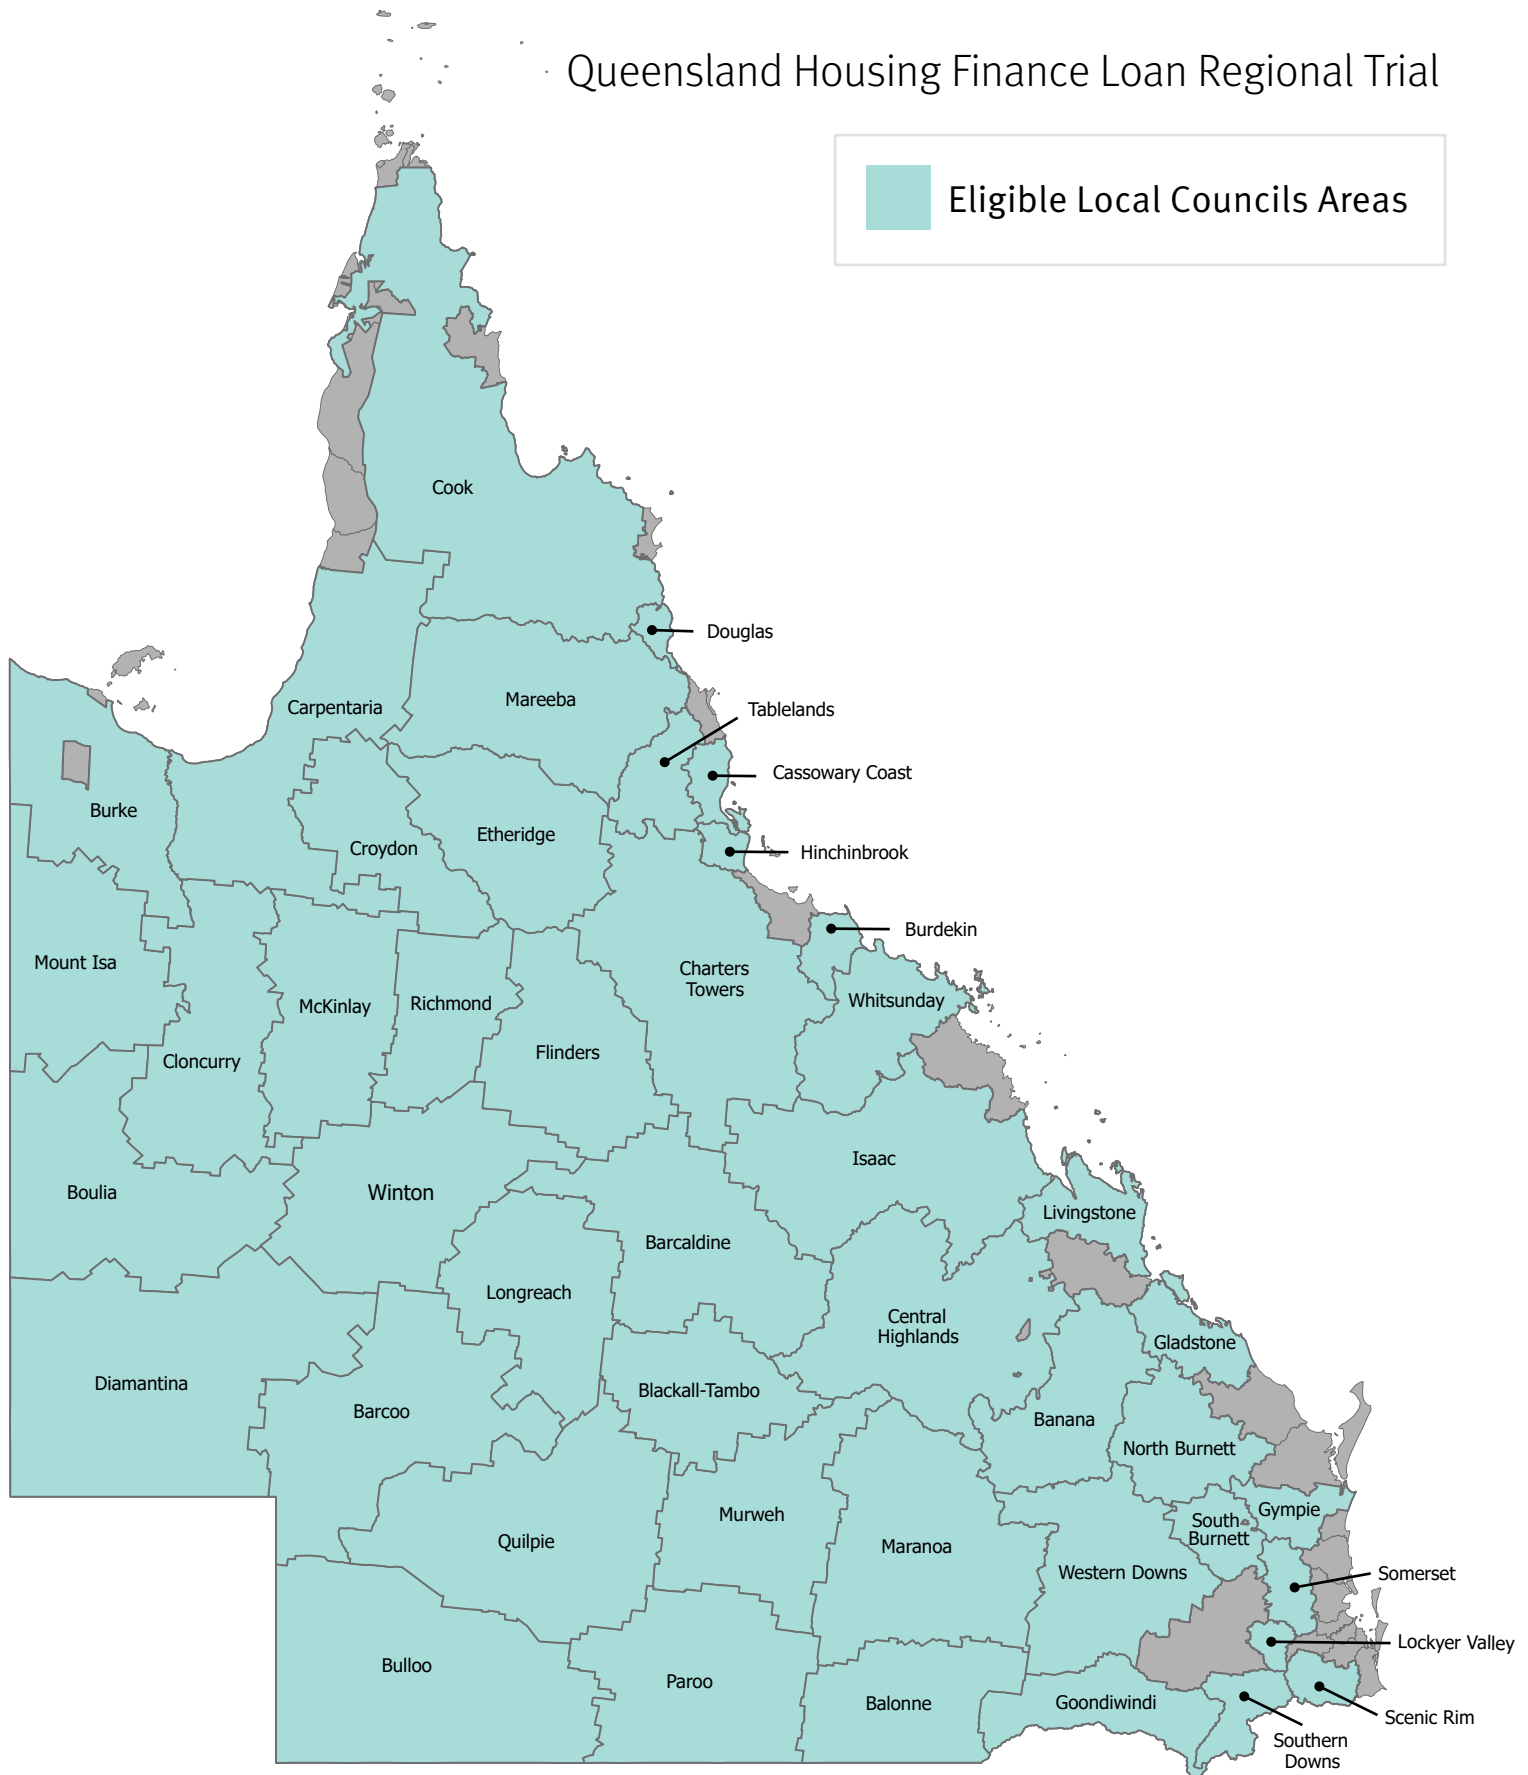 Queensland Housing Finance Loan Regional Trial
Eligible Local Councils Areas
Cook
Douglas
Mareeba
Carpentaria
Tablelands
Cassowary Coast
Burke
Etheridge
Croydon
Hinchinbrook
Burdekin
Mount Isa
Charters
Towers
Whitsunday
McKinlay
Richmond
Flinders
Cloncurry
Isaac
Boulia
Winton
Livingstone
Barcaldine
Longreach
Central
Highlands
Gladstone
Diamantina
Blackall-Tambo
Barcoo
Banana
North Burnett
Gympie
Murweh
South
Burnett
Quilpie
Maranoa
Western Downs
Somerset
Lockyer Valley
Bulloo
Paroo
Balonne
Goondiwindi
Scenic Rim
Southern
Downs